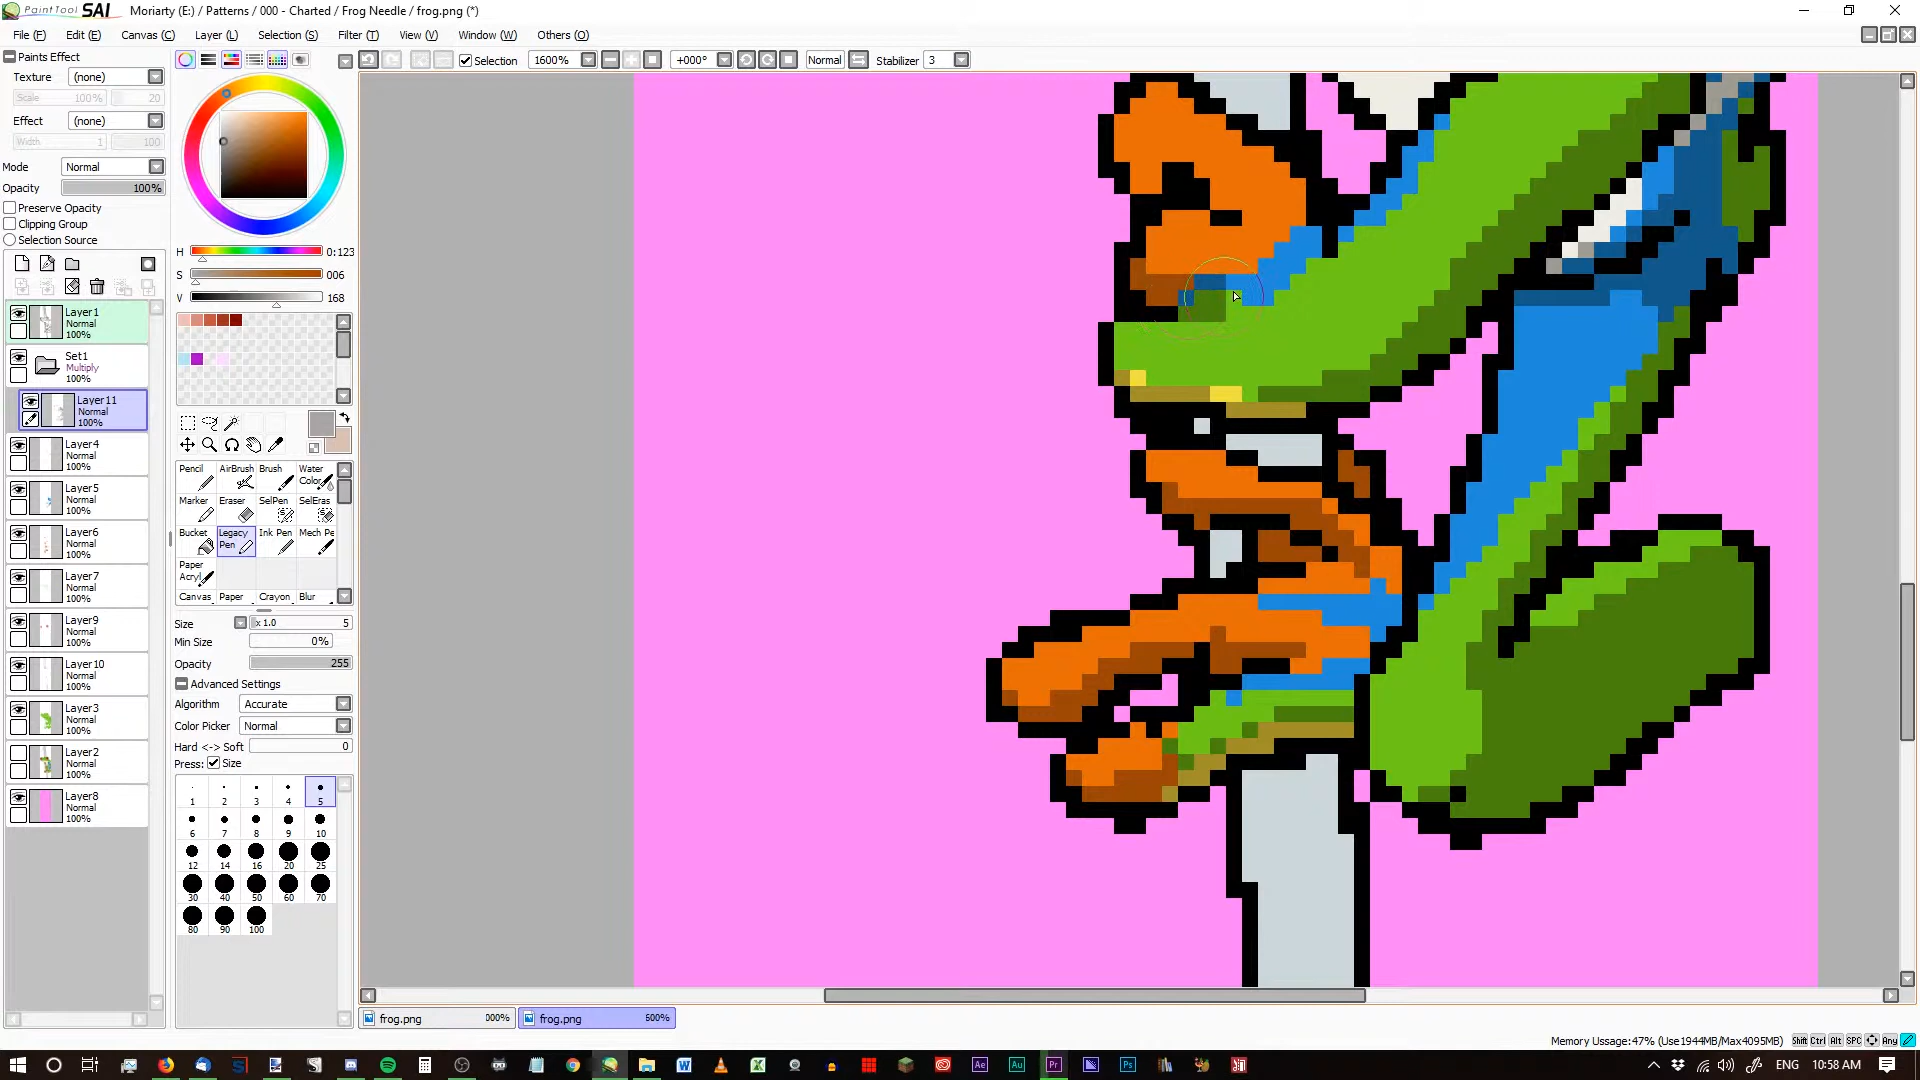 PaintTool SAI Moriarty (E:) / Patterns / 000 - Charted / Frog Needle / frog.png (*)
File (F) Edit (E) Canvas (C) Layer (L) Selection (S) Filter (T) View (V) Window (W) Others (O)
Paints Effect
Selection 1600% +000° Normal Stabilizer 3
Texture (none)
Scale 100% 20
Effect (none)
Width 1 100
Mode Normal
Opacity 100%
Preserve Opacity
Clipping Group
Selection Source
H 0:123
S 006
V 168
Layer1
Normal
100%
Set1
Multiply
100%
Layer11
Normal
100%
Layer4
Normal
100%
Layer5
Normal
100%
Layer6
Normal
100%
Layer7
Normal
100%
Layer9
Normal
100%
Layer10
Normal
100%
Layer3
Normal
100%
Layer2
Normal
100%
Layer8
Normal
100%
Pencil AirBrush Brush Water Color
Marker Eraser SelPen SelEras
Bucket Legacy Pen Ink Pen Mech Pe
Paper Acryl
Canvas Paper Crayon Blur
Size x 1.0 5
Min Size 0%
Opacity 255
Advanced Settings
Algorithm Accurate
Color Picker Normal
Hard <-> Soft 0
Press: Size
1 2 3 4 5
6 7 8 9 10
12 14 16 20 25
30 40 50 60 70
80 90 100
frog.png 000% frog.png 600%
Memory Ussage:47% (Use1944MB/Max4095MB) Shift Ctrl Alt SPC Any
ENG 10:58 AM